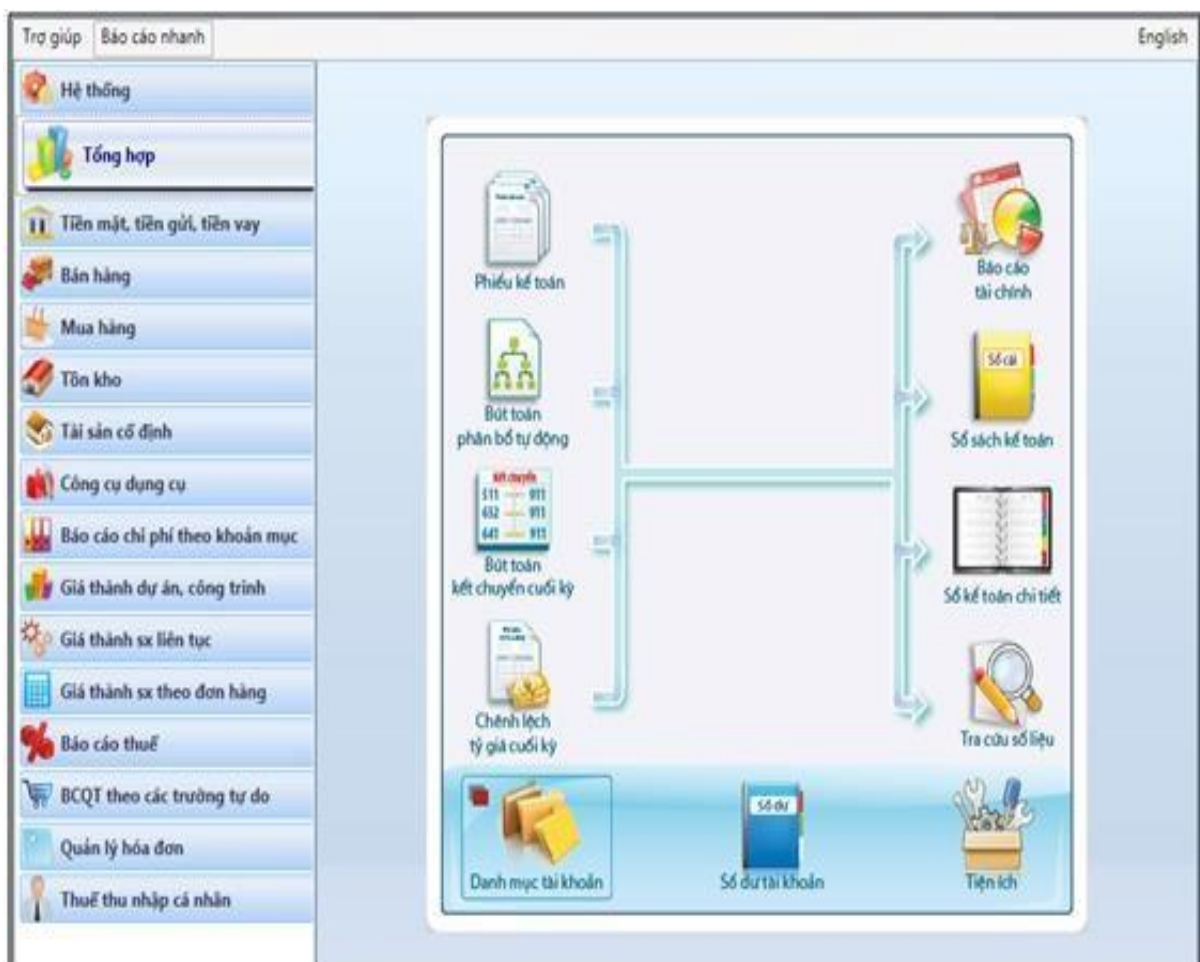 Trợ giúp
Báo cáo nhanh
English
Hệ thống
Tổng hợp
Tiền mặt, tiền gửi, tiền vay
Bán hàng
Mua hàng
Tồn kho
Tài sản cố định
Công cụ dụng cụ
Báo cáo chi phí theo khoản mục
Giá thành dự án, công trình
Giá thành sx liên tục
Giá thành sx theo đơn hàng
Báo cáo thuế
BCQT theo các trường tự do
Quản lý hóa đơn
Thuế thu nhập cá nhân
Phiếu kế toán
Bút toán
phân bổ tự động
Kết chuyển
511 911
632 911
641 911
Bút toán
kết chuyển cuối kỳ
Chênh lệch
tỷ giá cuối kỳ
Báo cáo
tài chính
Sổ cái
Sổ sách kế toán
Sổ kế toán chi tiết
Tra cứu số liệu
Danh mục tài khoản
Số dư
Số dư tài khoản
Tiện ích